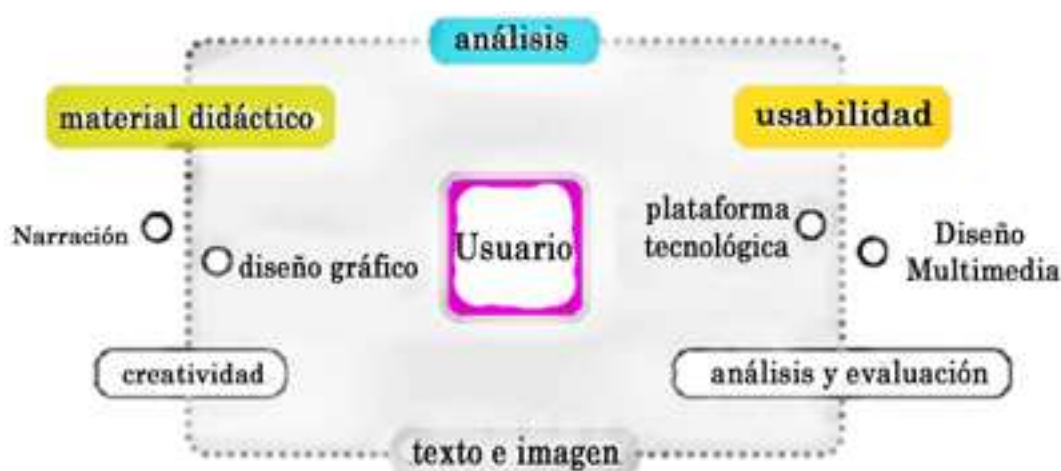 análisis
material didáctico
usabilidad
Narración
diseño gráfico
Usuario
plataforma
tecnológica
Diseño
Multimedia
creatividad
análisis y evaluación
texto e imagen